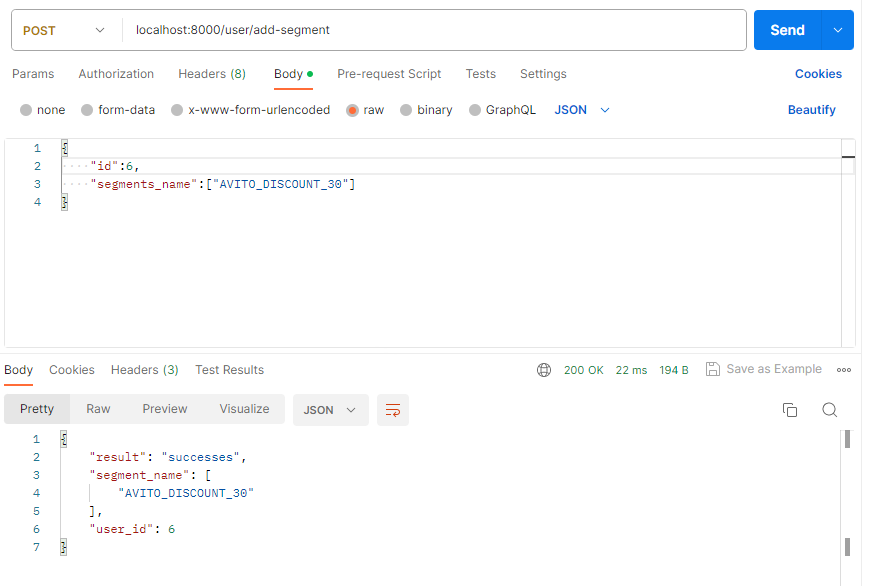 POST localhost:8000/user/add-segment Send
Params Authorization Headers (8) Body Pre-request Script Tests Settings Cookies
none form-data x-www-form-urlencoded raw binary GraphQL JSON Beautify
1 {
2 "id":6,
3 "segments_name":["AVITO_DISCOUNT_30"]
4 }
Body Cookies Headers (3) Test Results 200 OK 22 ms 194 B Save as Example
Pretty Raw Preview Visualize JSON
1 {
2 "result": "successes",
3 "segment_name": [
4 "AVITO_DISCOUNT_30"
5 ],
6 "user_id": 6
7 }